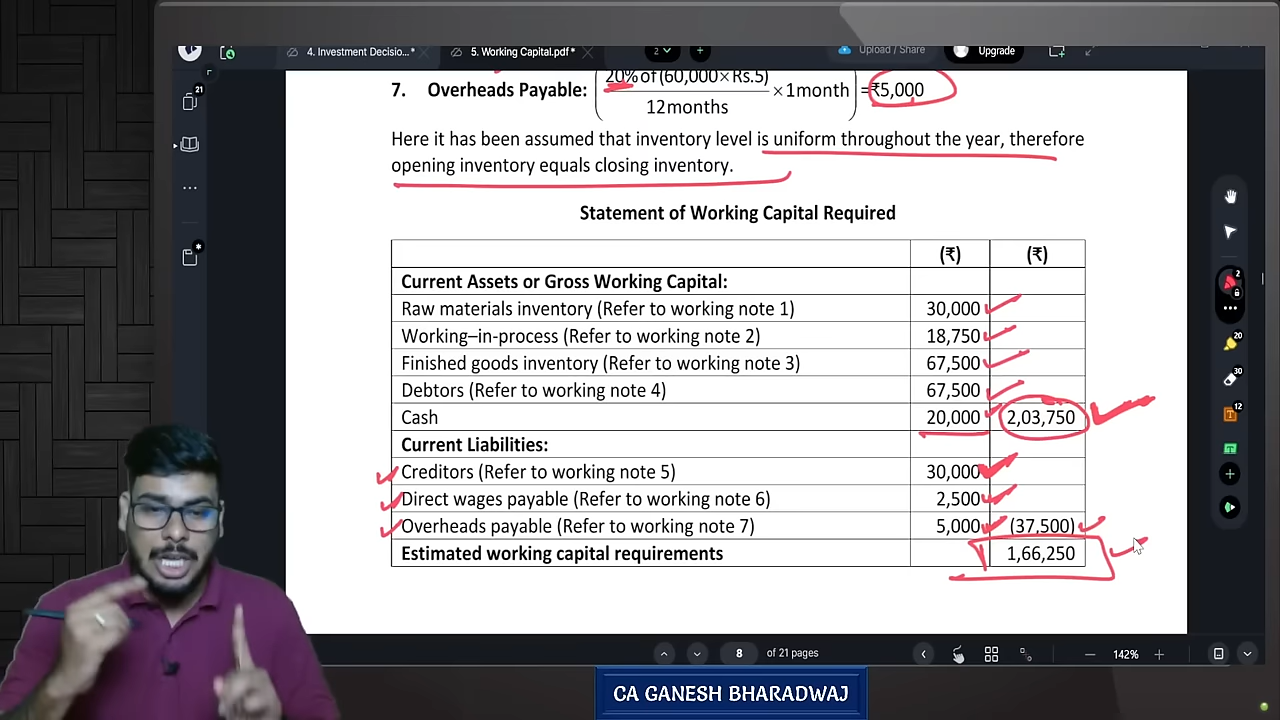 4. Investment Decisio...*
5. Working Capital.pdf*
2
Upload / Share
Upgrade
21
20% of (60,000×Rs.5)
7. Overheads Payable: ×1month =₹5,000
12months
Here it has been assumed that inventory level is uniform throughout the year, therefore
opening inventory equals closing inventory.
Statement of Working Capital Required
(₹) (₹)
Current Assets or Gross Working Capital:
Raw materials inventory (Refer to working note 1) 30,000
Working–in-process (Refer to working note 2) 18,750
Finished goods inventory (Refer to working note 3) 67,500
Debtors (Refer to working note 4) 67,500
Cash 20,000 2,03,750
Current Liabilities:
Creditors (Refer to working note 5) 30,000
Direct wages payable (Refer to working note 6) 2,500
Overheads payable (Refer to working note 7) 5,000 (37,500)
Estimated working capital requirements 1,66,250
2
20
30
12
8 of 21 pages
142%
CA GANESH BHARADWAJ